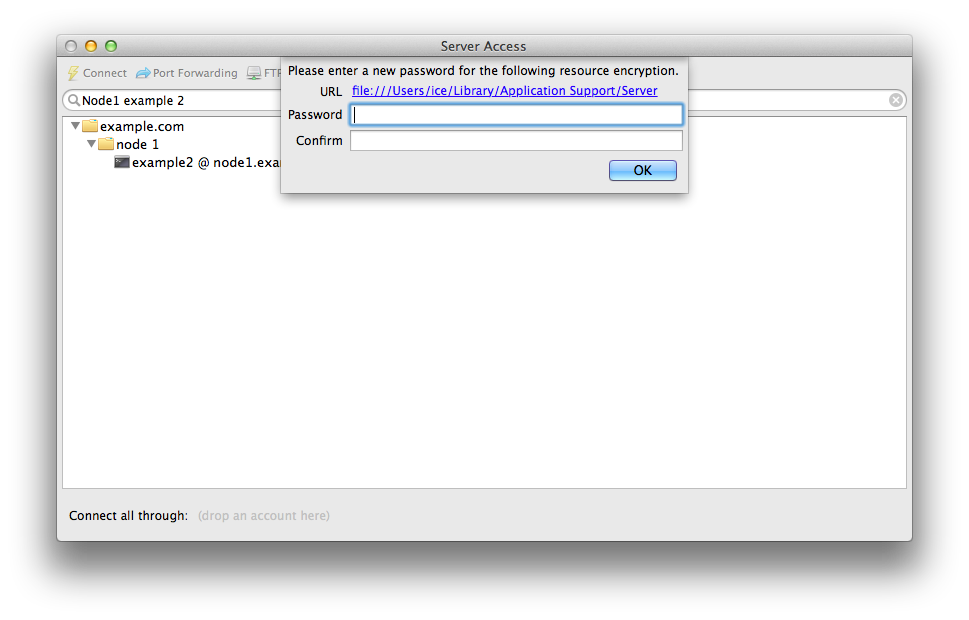 Server Access
Connect Port Forwarding FTP
Please enter a new password for the following resource encryption.
URL file:///Users/ice/Library/Application Support/Server
Node1 example 2
Password
example.com
Confirm
node 1
example2 @ node1.exa
OK
Connect all through: (drop an account here)